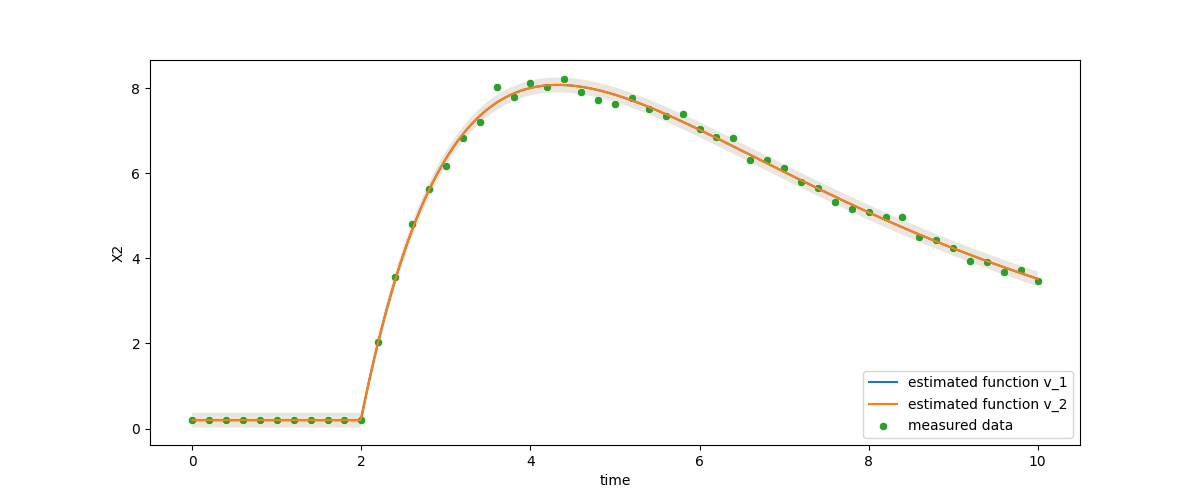 8
6
4
2
0
X2
0 2 4 6 8 10
time
estimated function v_1
estimated function v_2
measured data